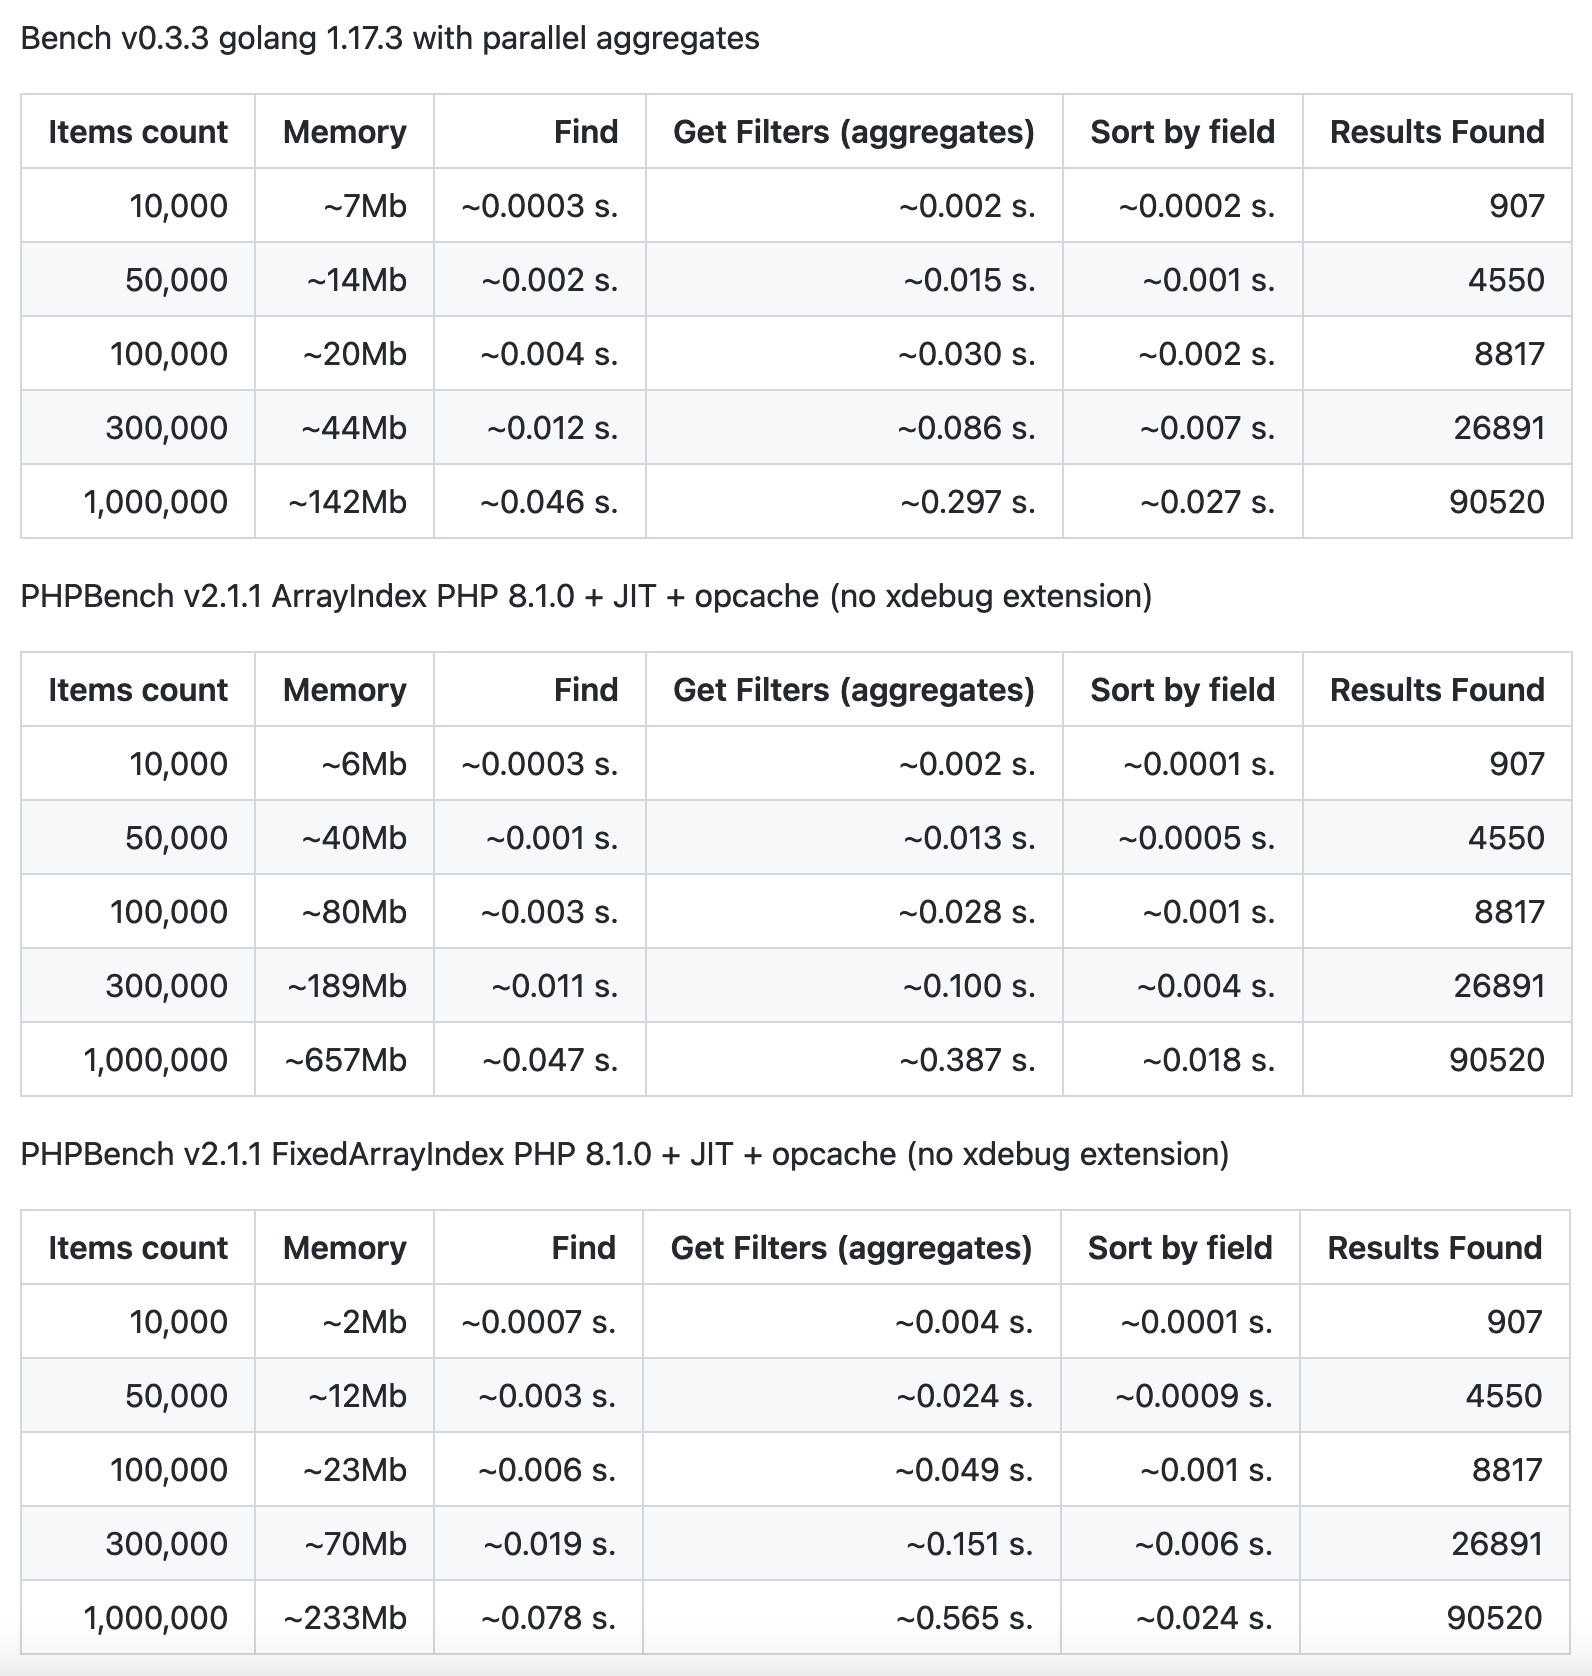 Bench v0.3.3 golang 1.17.3 with parallel aggregates
Items count Memory Find Get Filters (aggregates) Sort by field Results Found
10,000 ~7Mb ~0.0003 s. ~0.002 s. ~0.0002 s. 907
50,000 ~14Mb ~0.002 s. ~0.015 s. ~0.001 s. 4550
100,000 ~20Mb ~0.004 s. ~0.030 s. ~0.002 s. 8817
300,000 ~44Mb ~0.012 s. ~0.086 s. ~0.007 s. 26891
1,000,000 ~142Mb ~0.046 s. ~0.297 s. ~0.027 s. 90520
PHPBench v2.1.1 ArrayIndex PHP 8.1.0 + JIT + opcache (no xdebug extension)
Items count Memory Find Get Filters (aggregates) Sort by field Results Found
10,000 ~6Mb ~0.0003 s. ~0.002 s. ~0.0001 s. 907
50,000 ~40Mb ~0.001 s. ~0.013 s. ~0.0005 s. 4550
100,000 ~80Mb ~0.003 s. ~0.028 s. ~0.001 s. 8817
300,000 ~189Mb ~0.011 s. ~0.100 s. ~0.004 s. 26891
1,000,000 ~657Mb ~0.047 s. ~0.387 s. ~0.018 s. 90520
PHPBench v2.1.1 FixedArrayIndex PHP 8.1.0 + JIT + opcache (no xdebug extension)
Items count Memory Find Get Filters (aggregates) Sort by field Results Found
10,000 ~2Mb ~0.0007 s. ~0.004 s. ~0.0001 s. 907
50,000 ~12Mb ~0.003 s. ~0.024 s. ~0.0009 s. 4550
100,000 ~23Mb ~0.006 s. ~0.049 s. ~0.001 s. 8817
300,000 ~70Mb ~0.019 s. ~0.151 s. ~0.006 s. 26891
1,000,000 ~233Mb ~0.078 s. ~0.565 s. ~0.024 s. 90520